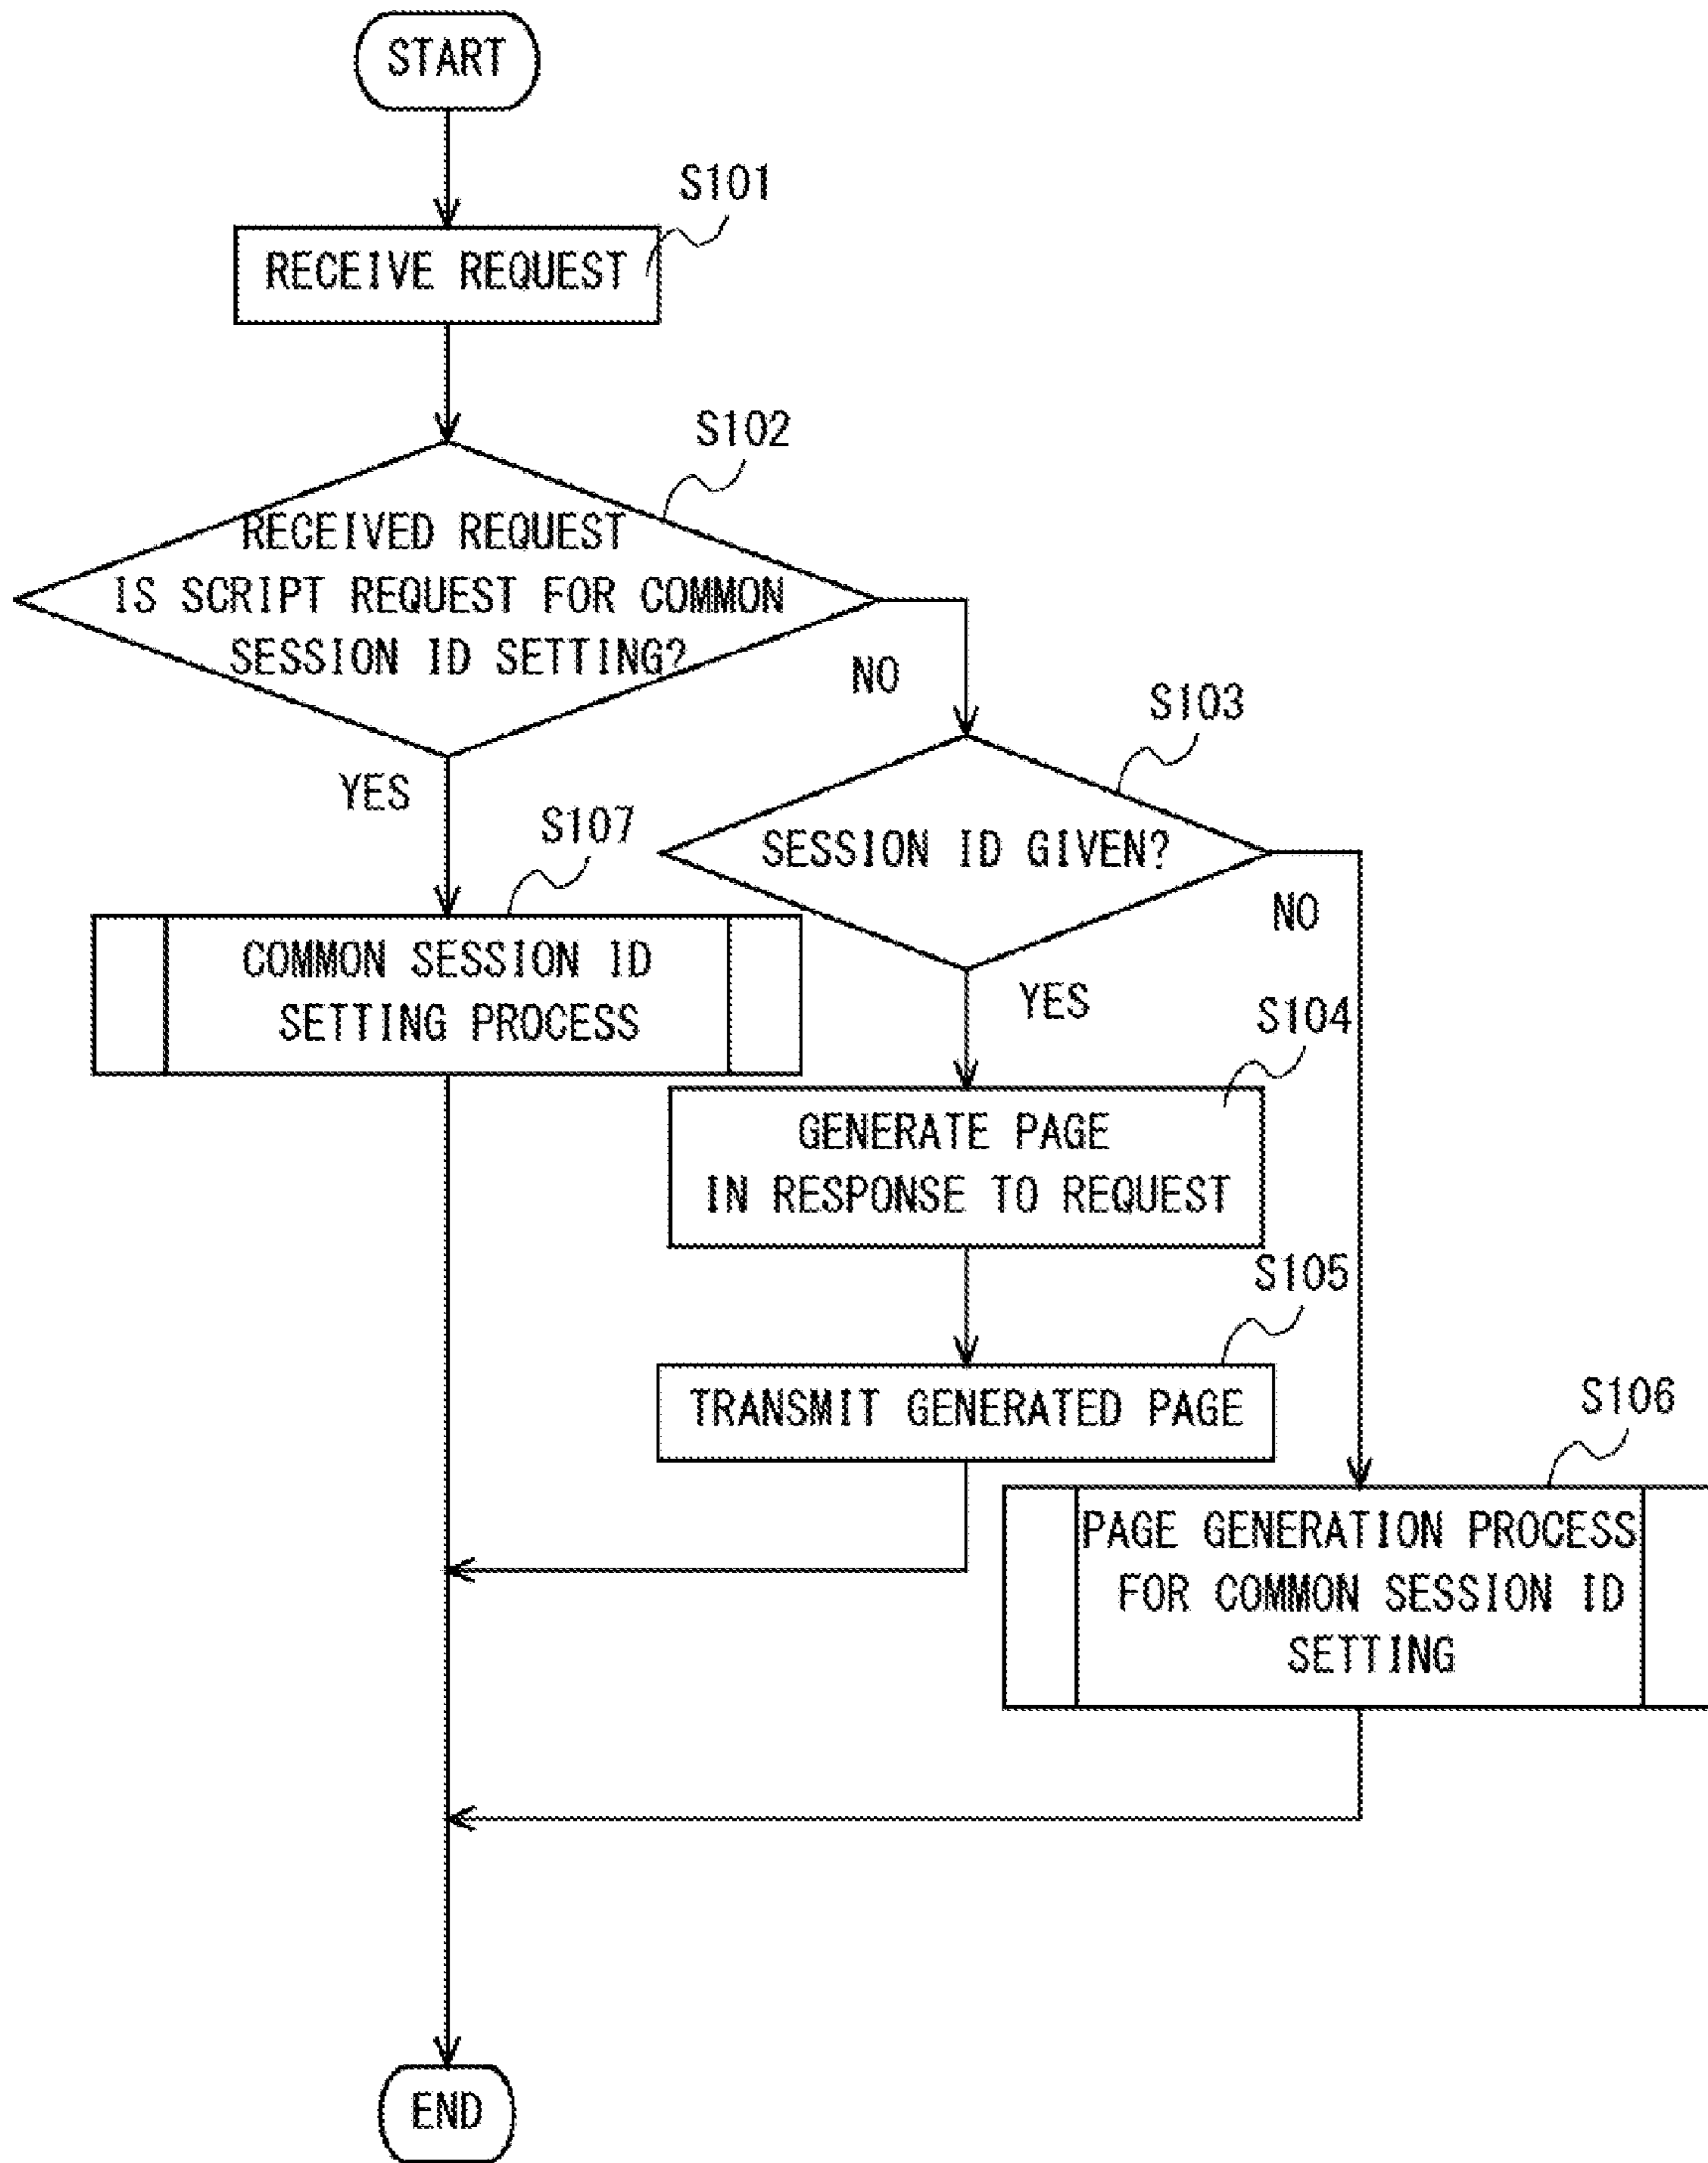 START
S101
RECEIVE REQUEST
S102
RECEIVED REQUEST
IS SCRIPT REQUEST FOR COMMON
SESSION ID SETTING?
NO
YES
S103
SESSION ID GIVEN?
NO
YES
S107
COMMON SESSION ID
SETTING PROCESS
S104
GENERATE PAGE
IN RESPONSE TO REQUEST
S105
TRANSMIT GENERATED PAGE
S106
PAGE GENERATION PROCESS
FOR COMMON SESSION ID
SETTING
END